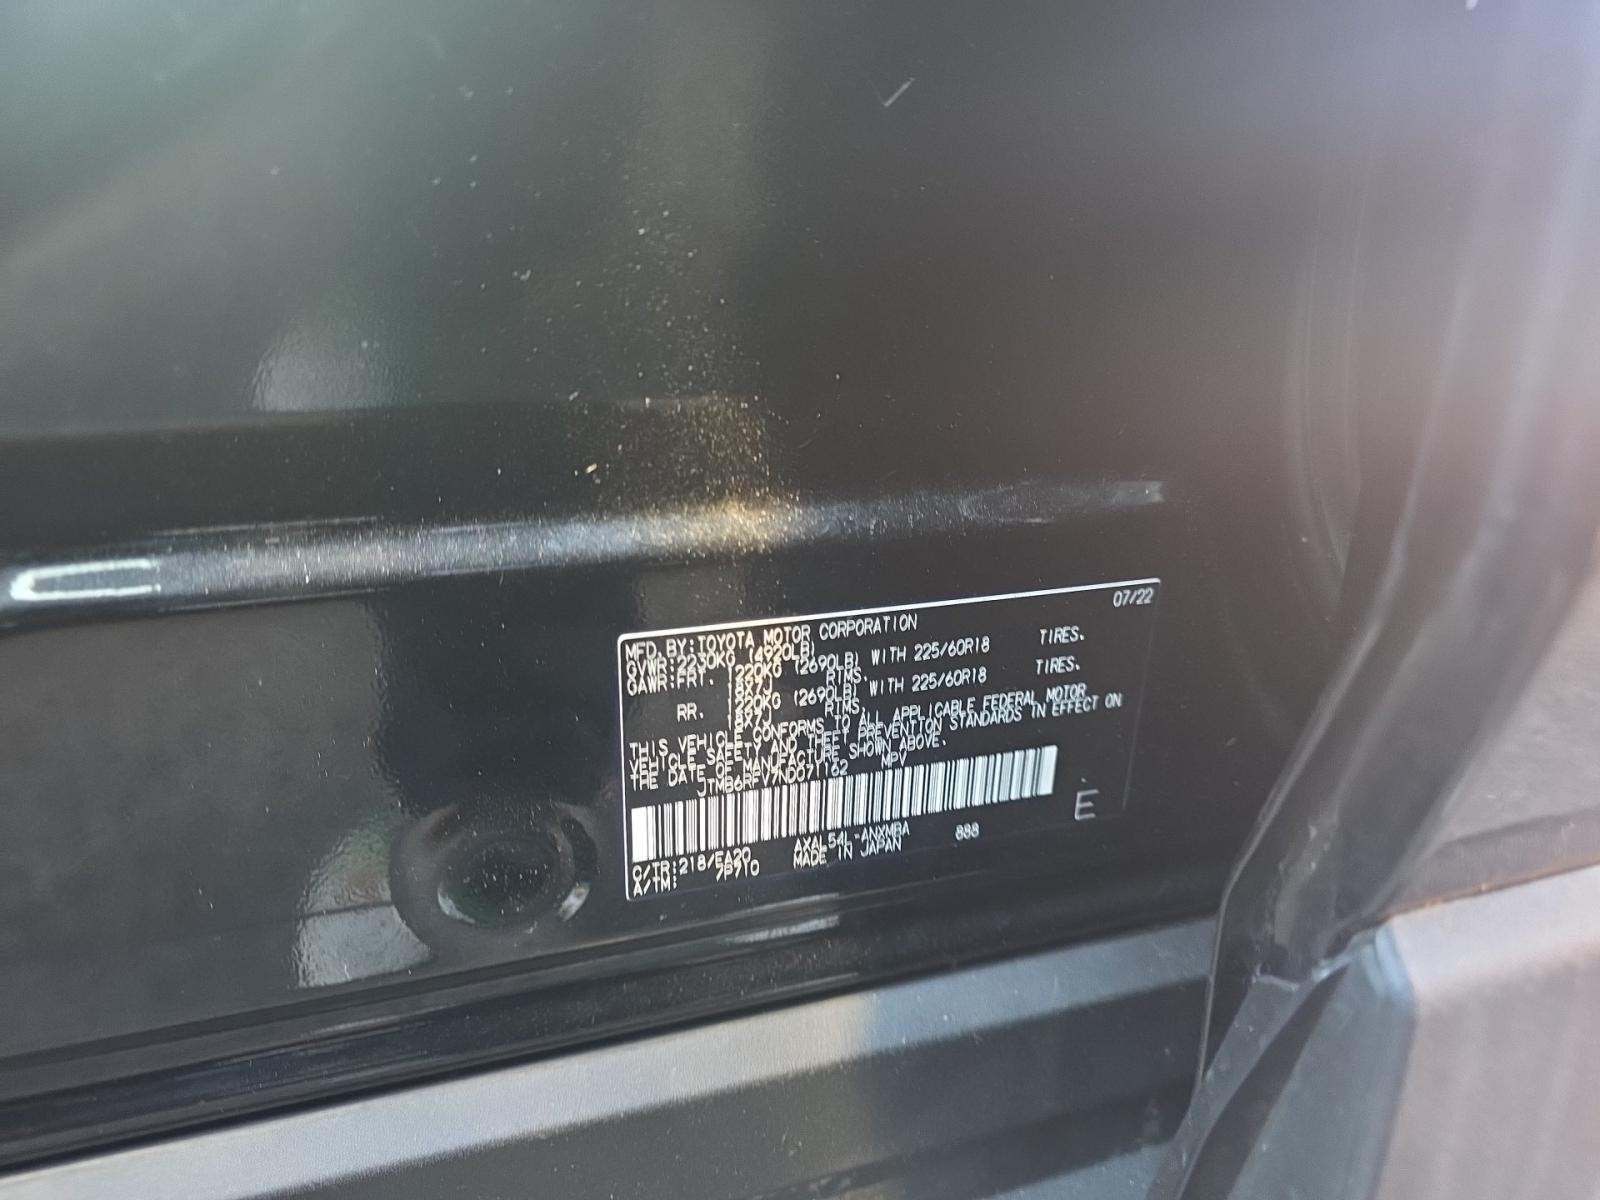 07/22
MFD.BY:TOYOTA MOTOR CORPORATION
GVWR:2230KG (4920LB)
GAWR:FRT. 1220KG (2690LB) WITH 225/60R18 TIRES.
18X7J RIMS.
RR. 1220KG (2690LB) WITH 225/60R18 TIRES.
18X7J RIMS.
THIS VEHICLE CONFORMS TO ALL APPLICABLE FEDERAL MOTOR
VEHICLE SAFETY AND THEFT PREVENTION STANDARDS IN EFFECT ON
THE DATE OF MANUFACTURE SHOWN ABOVE.
JTMB6RFV7ND071162 MPV
E
C/TR:218/EA20 AXAL54L-ANXMBA 888
A/TM: MADE IN JAPAN